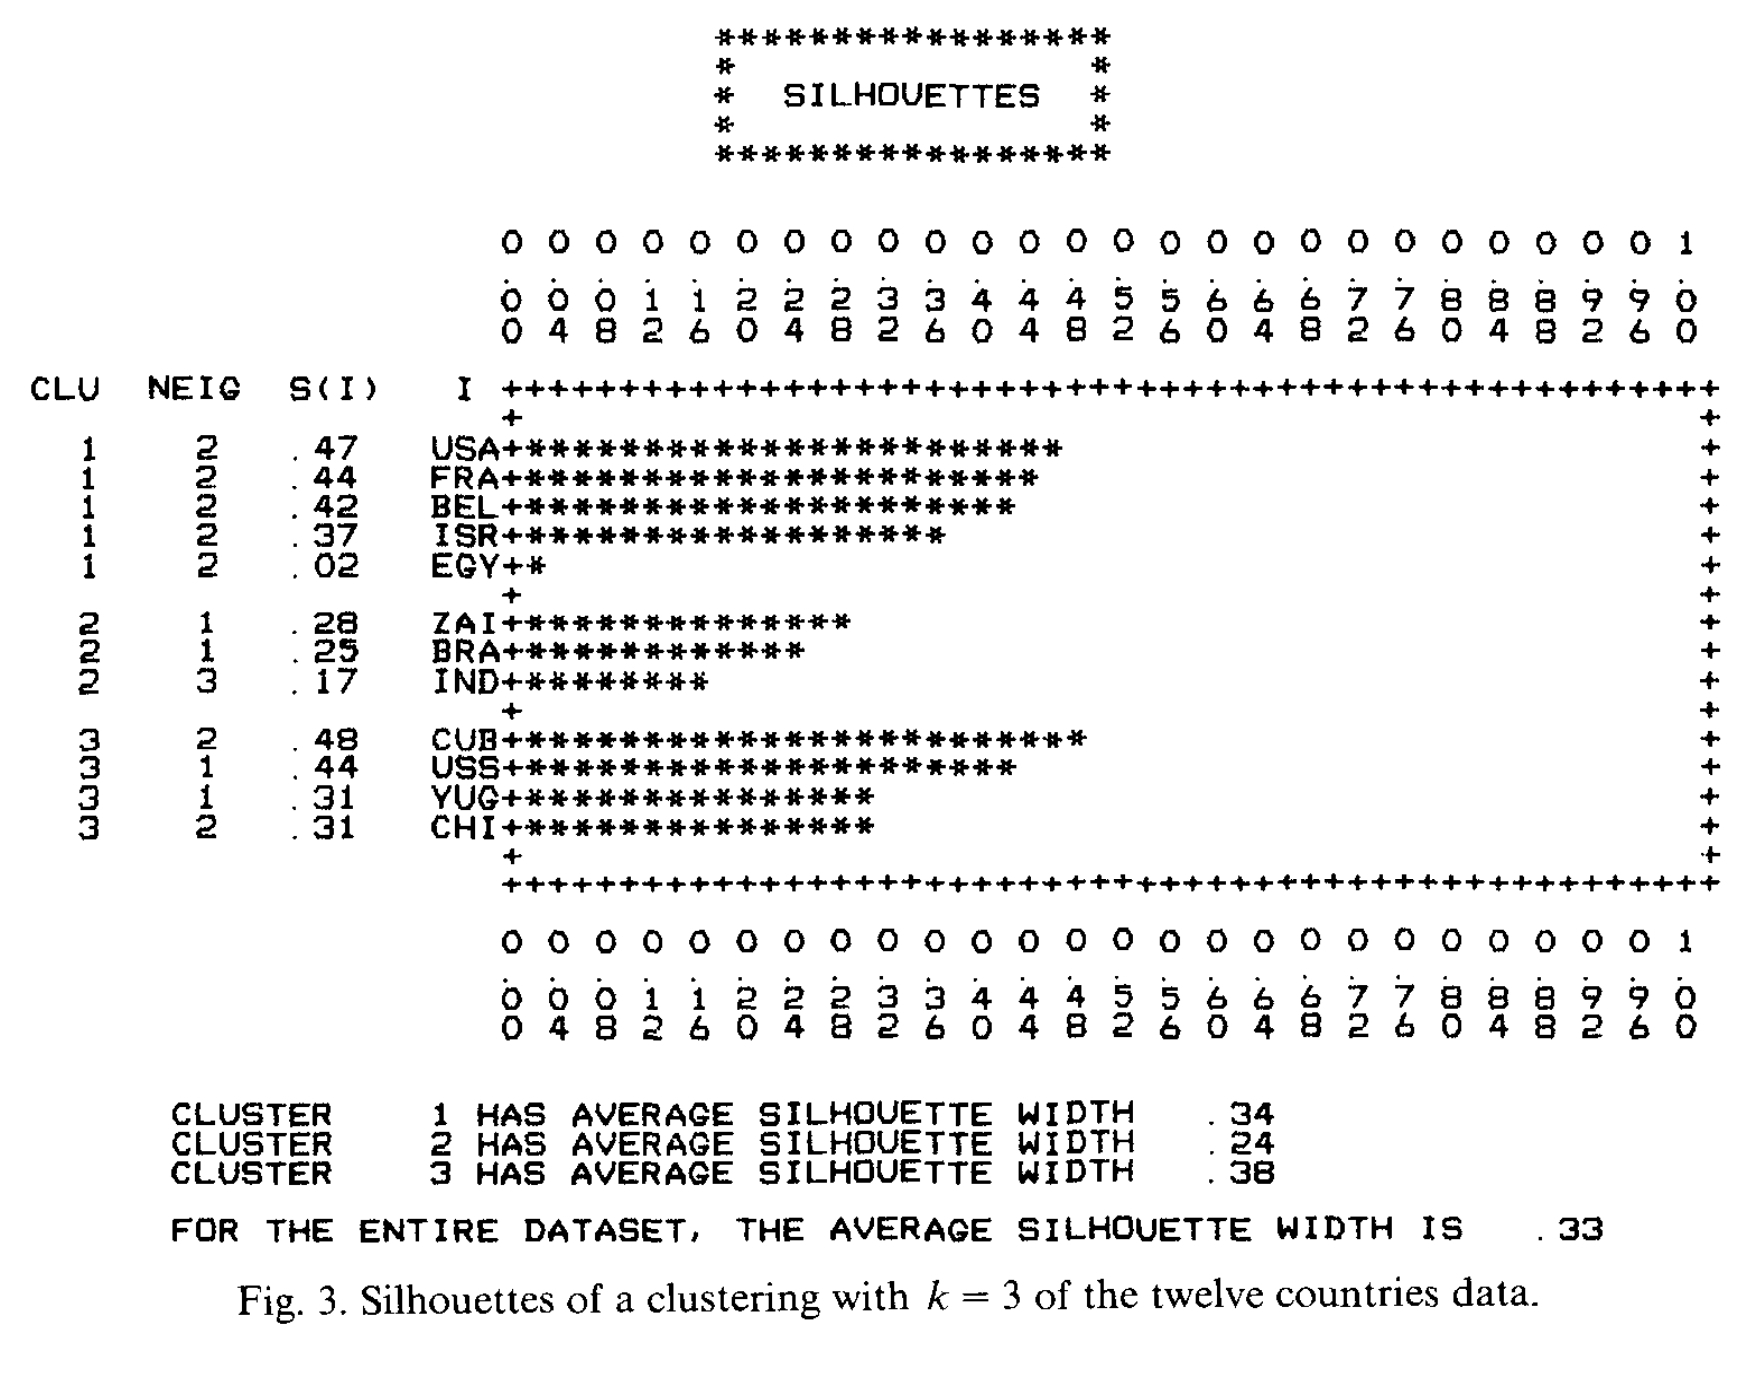 *****************
* *
* SILHOUETTES *
* *
*****************
0 0 0 0 0 0 0 0 0 0 0 0 0 0 0 0 0 0 0 0 0 0 0 0 0 1
. . . . . . . . . . . . . . . . . . . . . . . . . .
0 0 0 1 1 2 2 2 3 3 4 4 4 5 5 6 6 6 7 7 8 8 8 9 9 0
0 4 8 2 6 0 4 8 2 6 0 4 8 2 6 0 4 8 2 6 0 4 8 2 6 0
CLU NEIG S(I) I ++++++++++++++++++++++++++++++++++++++++++++++++++++
+ +
1 2 .47 USA+*********************** +
1 2 .44 FRA+********************** +
1 2 .42 BEL+********************* +
1 2 .37 ISR+****************** +
1 2 .02 EGY+* +
+ +
2 1 .28 ZAI+************** +
2 1 .25 BRA+************ +
2 3 .17 IND+******** +
+ +
3 2 .48 CUB+************************ +
3 1 .44 USS+********************* +
3 1 .31 YUG+*************** +
3 2 .31 CHI+*************** +
+ +
++++++++++++++++++++++++++++++++++++++++++++++++++++
0 0 0 0 0 0 0 0 0 0 0 0 0 0 0 0 0 0 0 0 0 0 0 0 0 1
. . . . . . . . . . . . . . . . . . . . . . . . . .
0 0 0 1 1 2 2 2 3 3 4 4 4 5 5 6 6 6 7 7 8 8 8 9 9 0
0 4 8 2 6 0 4 8 2 6 0 4 8 2 6 0 4 8 2 6 0 4 8 2 6 0
CLUSTER 1 HAS AVERAGE SILHOUETTE WIDTH .34
CLUSTER 2 HAS AVERAGE SILHOUETTE WIDTH .24
CLUSTER 3 HAS AVERAGE SILHOUETTE WIDTH .38
FOR THE ENTIRE DATASET, THE AVERAGE SILHOUETTE WIDTH IS .33
Fig. 3. Silhouettes of a clustering with k = 3 of the twelve countries data.